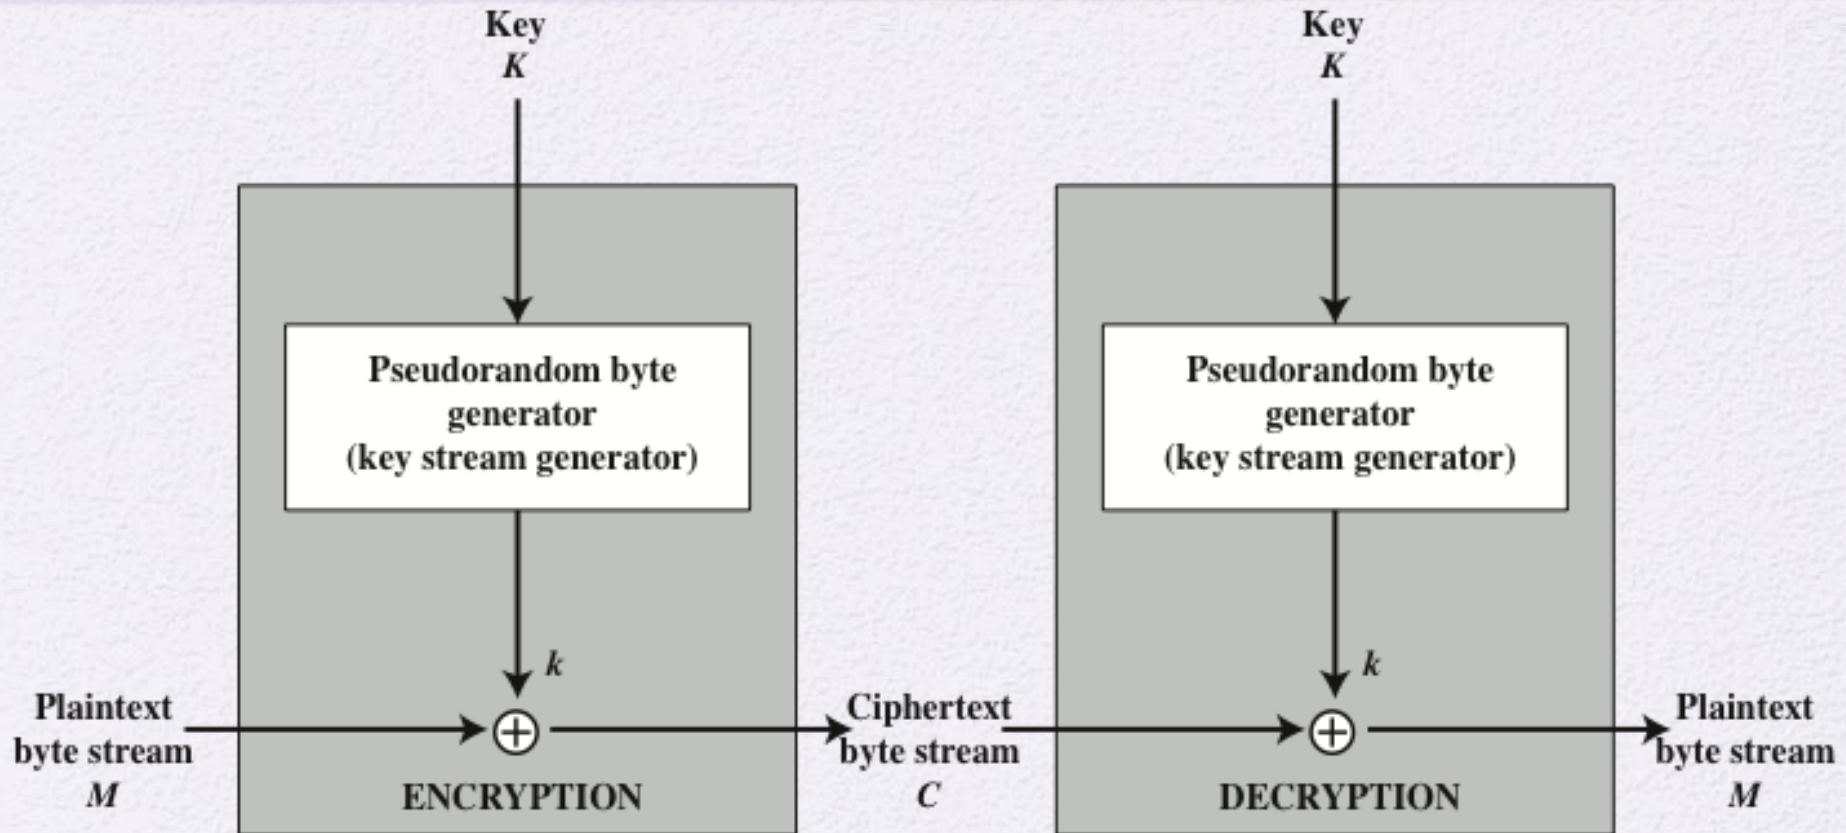 Key
K
Key
K
Pseudorandom byte
generator
(key stream generator)
Pseudorandom byte
generator
(key stream generator)
k
k
Plaintext
byte stream
M
ENCRYPTION
Ciphertext
byte stream
C
DECRYPTION
Plaintext
byte stream
M